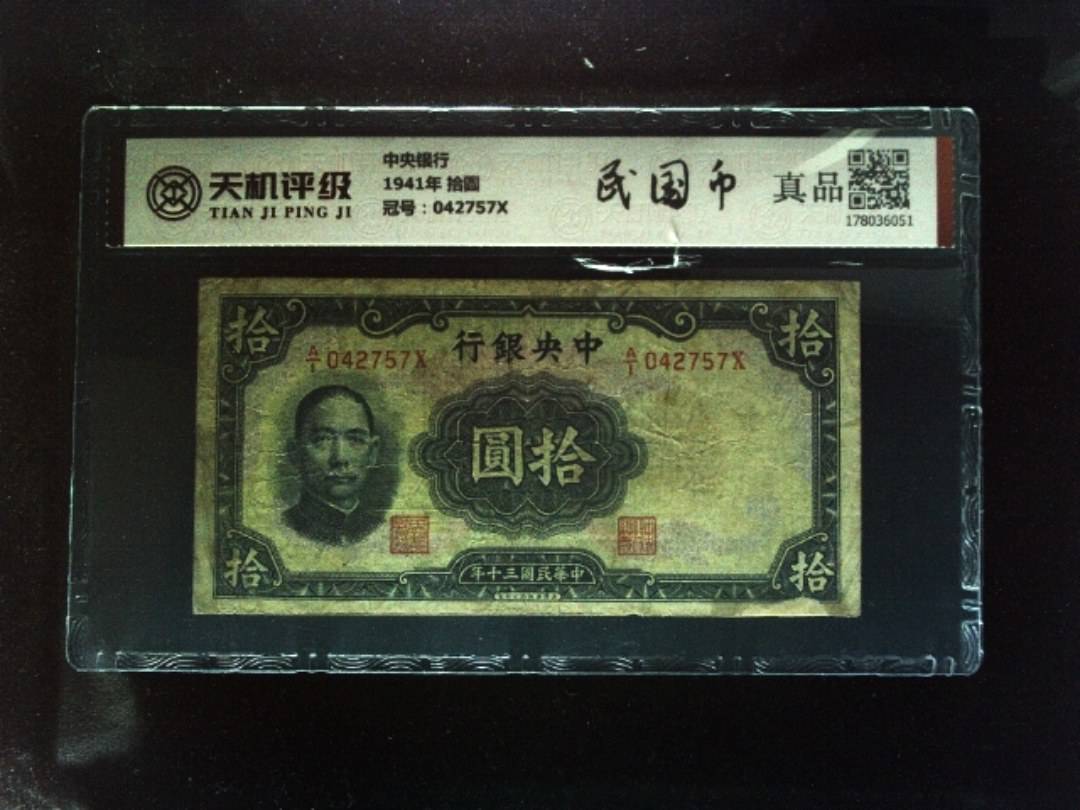 天机评级
TIAN JI PING JI
中央银行
1941年 拾圆
冠号：042757X
民国币
真品
178036051
拾
行銀央中
拾
A/1 042757X
A/1 042757X
圓拾
年十三國民華中
拾
拾